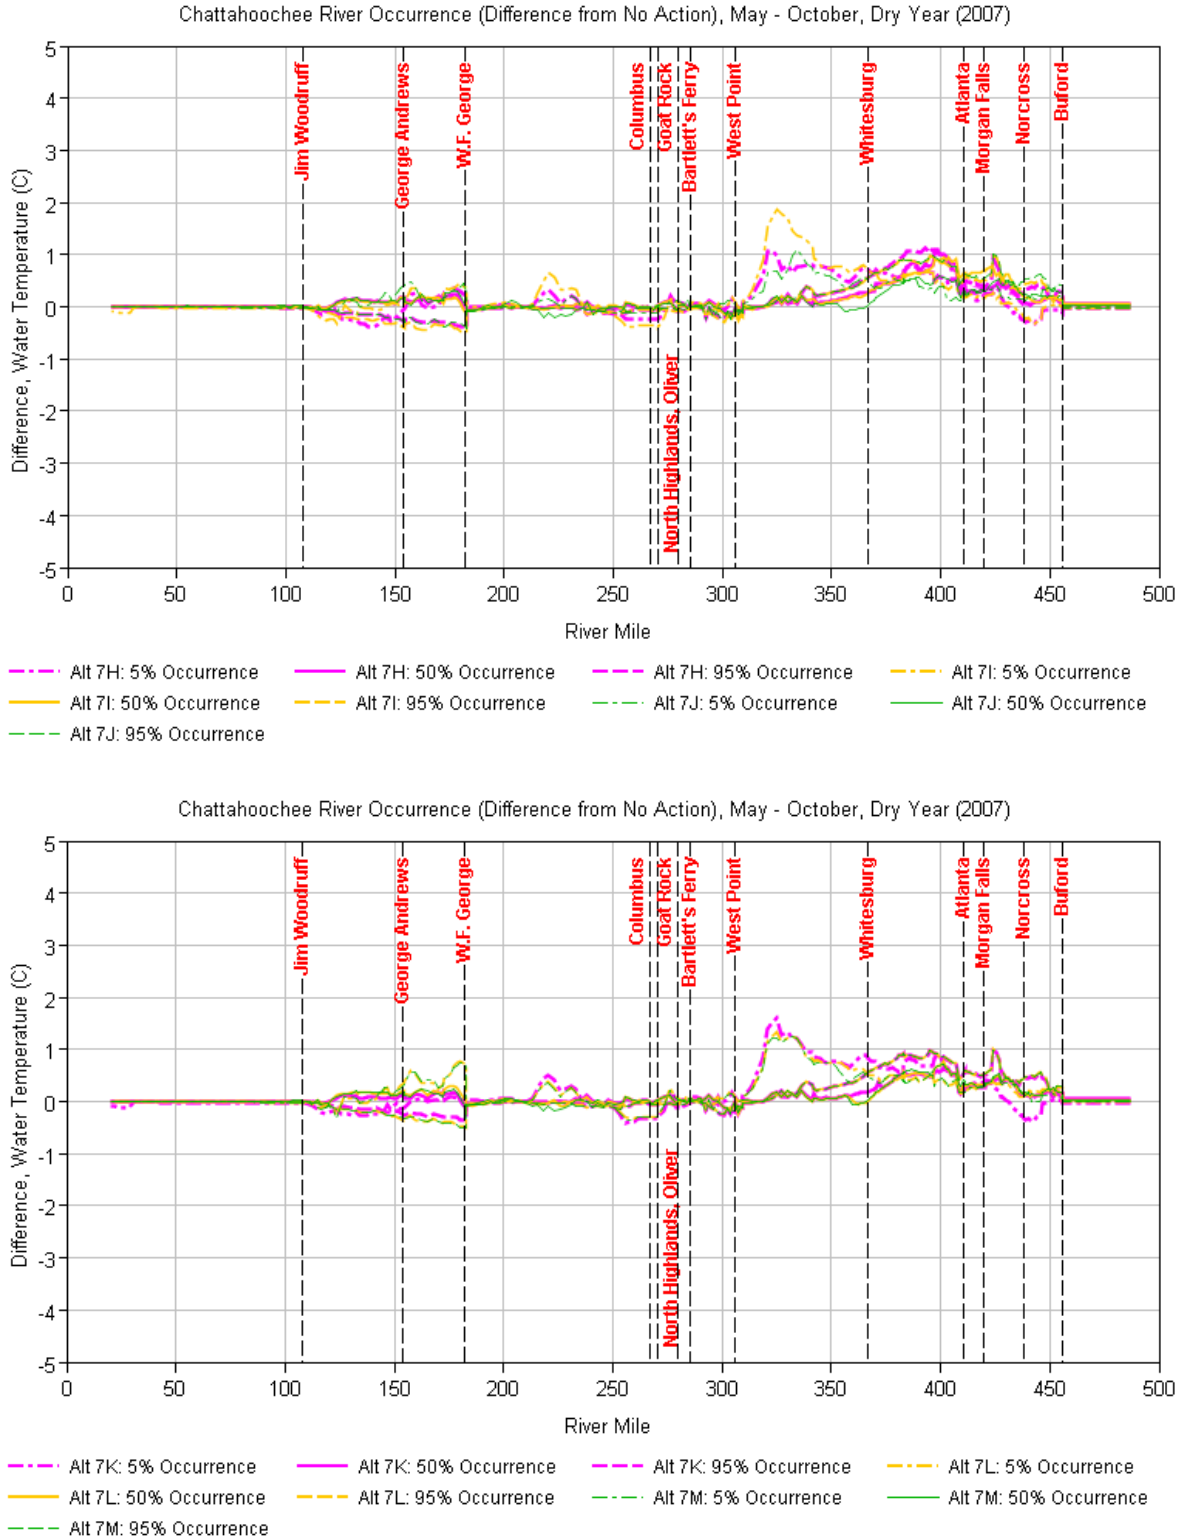 Chattahoochee River Occurrence (Difference from No Action), May - October, Dry Year (2007)
Difference, Water Temperature (C)
5
4
3
2
1
0
-1
-2
-3
-4
-5
Jim Woodruff
George Andrews
W.F. George
Columbus
Goat Rock
North Highlands, Oliver
Bartlett's Ferry
West Point
Whitesburg
Atlanta
Morgan Falls
Norcross
Buford
0 50 100 150 200 250 300 350 400 450 500
River Mile
Alt 7H: 5% Occurrence Alt 7H: 50% Occurrence Alt 7H: 95% Occurrence Alt 7I: 5% Occurrence
Alt 7I: 50% Occurrence Alt 7I: 95% Occurrence Alt 7J: 5% Occurrence Alt 7J: 50% Occurrence
Alt 7J: 95% Occurrence
Chattahoochee River Occurrence (Difference from No Action), May - October, Dry Year (2007)
Difference, Water Temperature (C)
5
4
3
2
1
0
-1
-2
-3
-4
-5
Jim Woodruff
George Andrews
W.F. George
Columbus
Goat Rock
North Highlands, Oliver
Bartlett's Ferry
West Point
Whitesburg
Atlanta
Morgan Falls
Norcross
Buford
0 50 100 150 200 250 300 350 400 450 500
River Mile
Alt 7K: 5% Occurrence Alt 7K: 50% Occurrence Alt 7K: 95% Occurrence Alt 7L: 5% Occurrence
Alt 7L: 50% Occurrence Alt 7L: 95% Occurrence Alt 7M: 5% Occurrence Alt 7M: 50% Occurrence
Alt 7M: 95% Occurrence